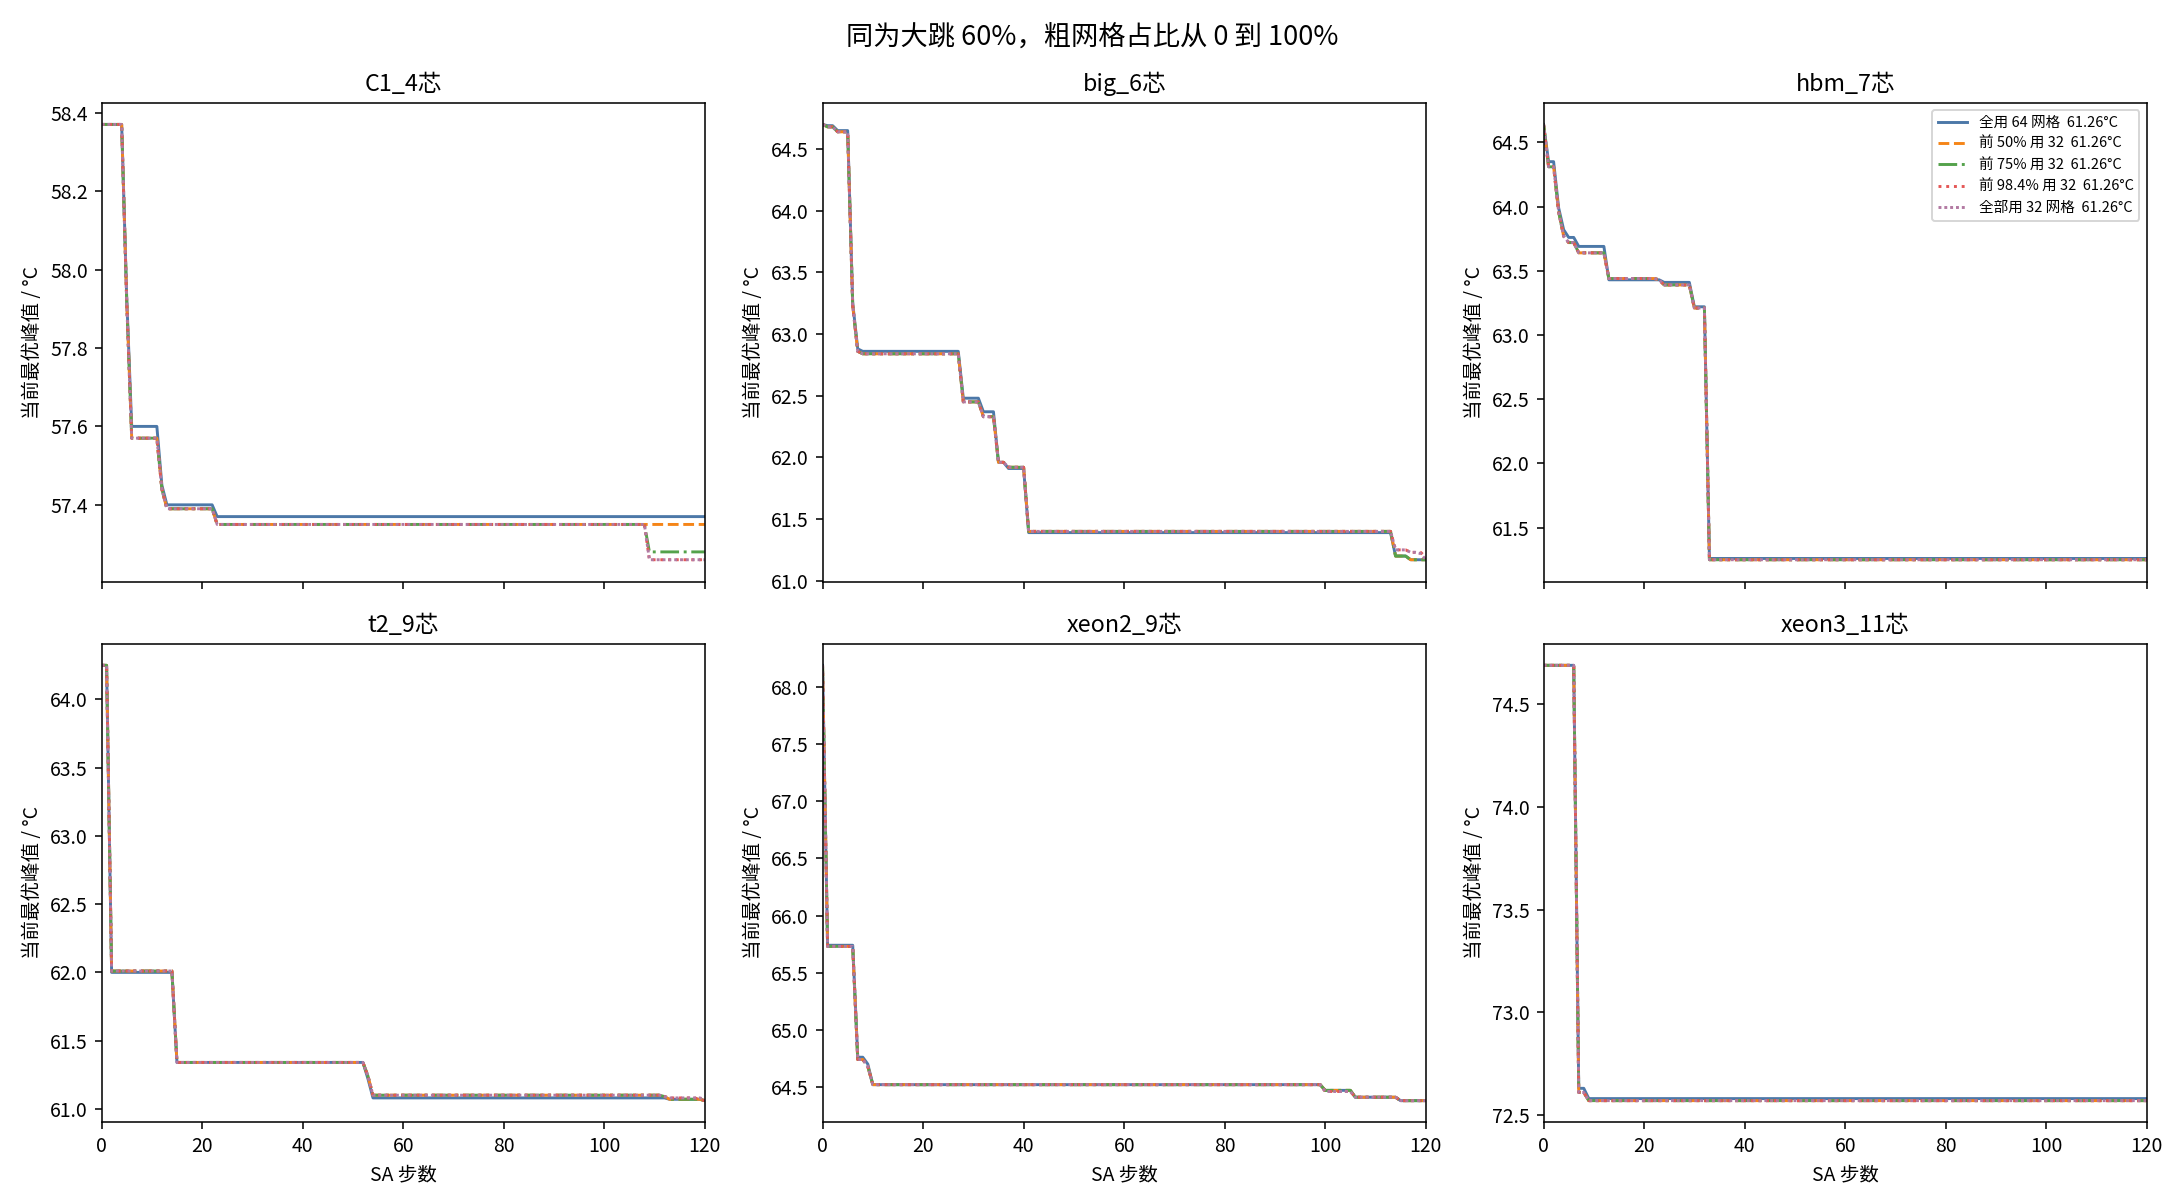 同为大跳 60%，粗网格占比从 0 到 100%
C1_4芯
58.4
58.2
58.0
57.8
57.6
57.4
当前最优峰值 / °C
big_6芯
64.5
64.0
63.5
63.0
62.5
62.0
61.5
61.0
当前最优峰值 / °C
hbm_7芯
64.5
64.0
63.5
63.0
62.5
62.0
61.5
当前最优峰值 / °C
全用 64 网格 61.26°C
前 50% 用 32 61.26°C
前 75% 用 32 61.26°C
前 98.4% 用 32 61.26°C
全部用 32 网格 61.26°C
t2_9芯
64.0
63.5
63.0
62.5
62.0
61.5
61.0
当前最优峰值 / °C
0 20 40 60 80 100 120
SA 步数
xeon2_9芯
68.0
67.5
67.0
66.5
66.0
65.5
65.0
64.5
当前最优峰值 / °C
0 20 40 60 80 100 120
SA 步数
xeon3_11芯
74.5
74.0
73.5
73.0
72.5
当前最优峰值 / °C
0 20 40 60 80 100 120
SA 步数